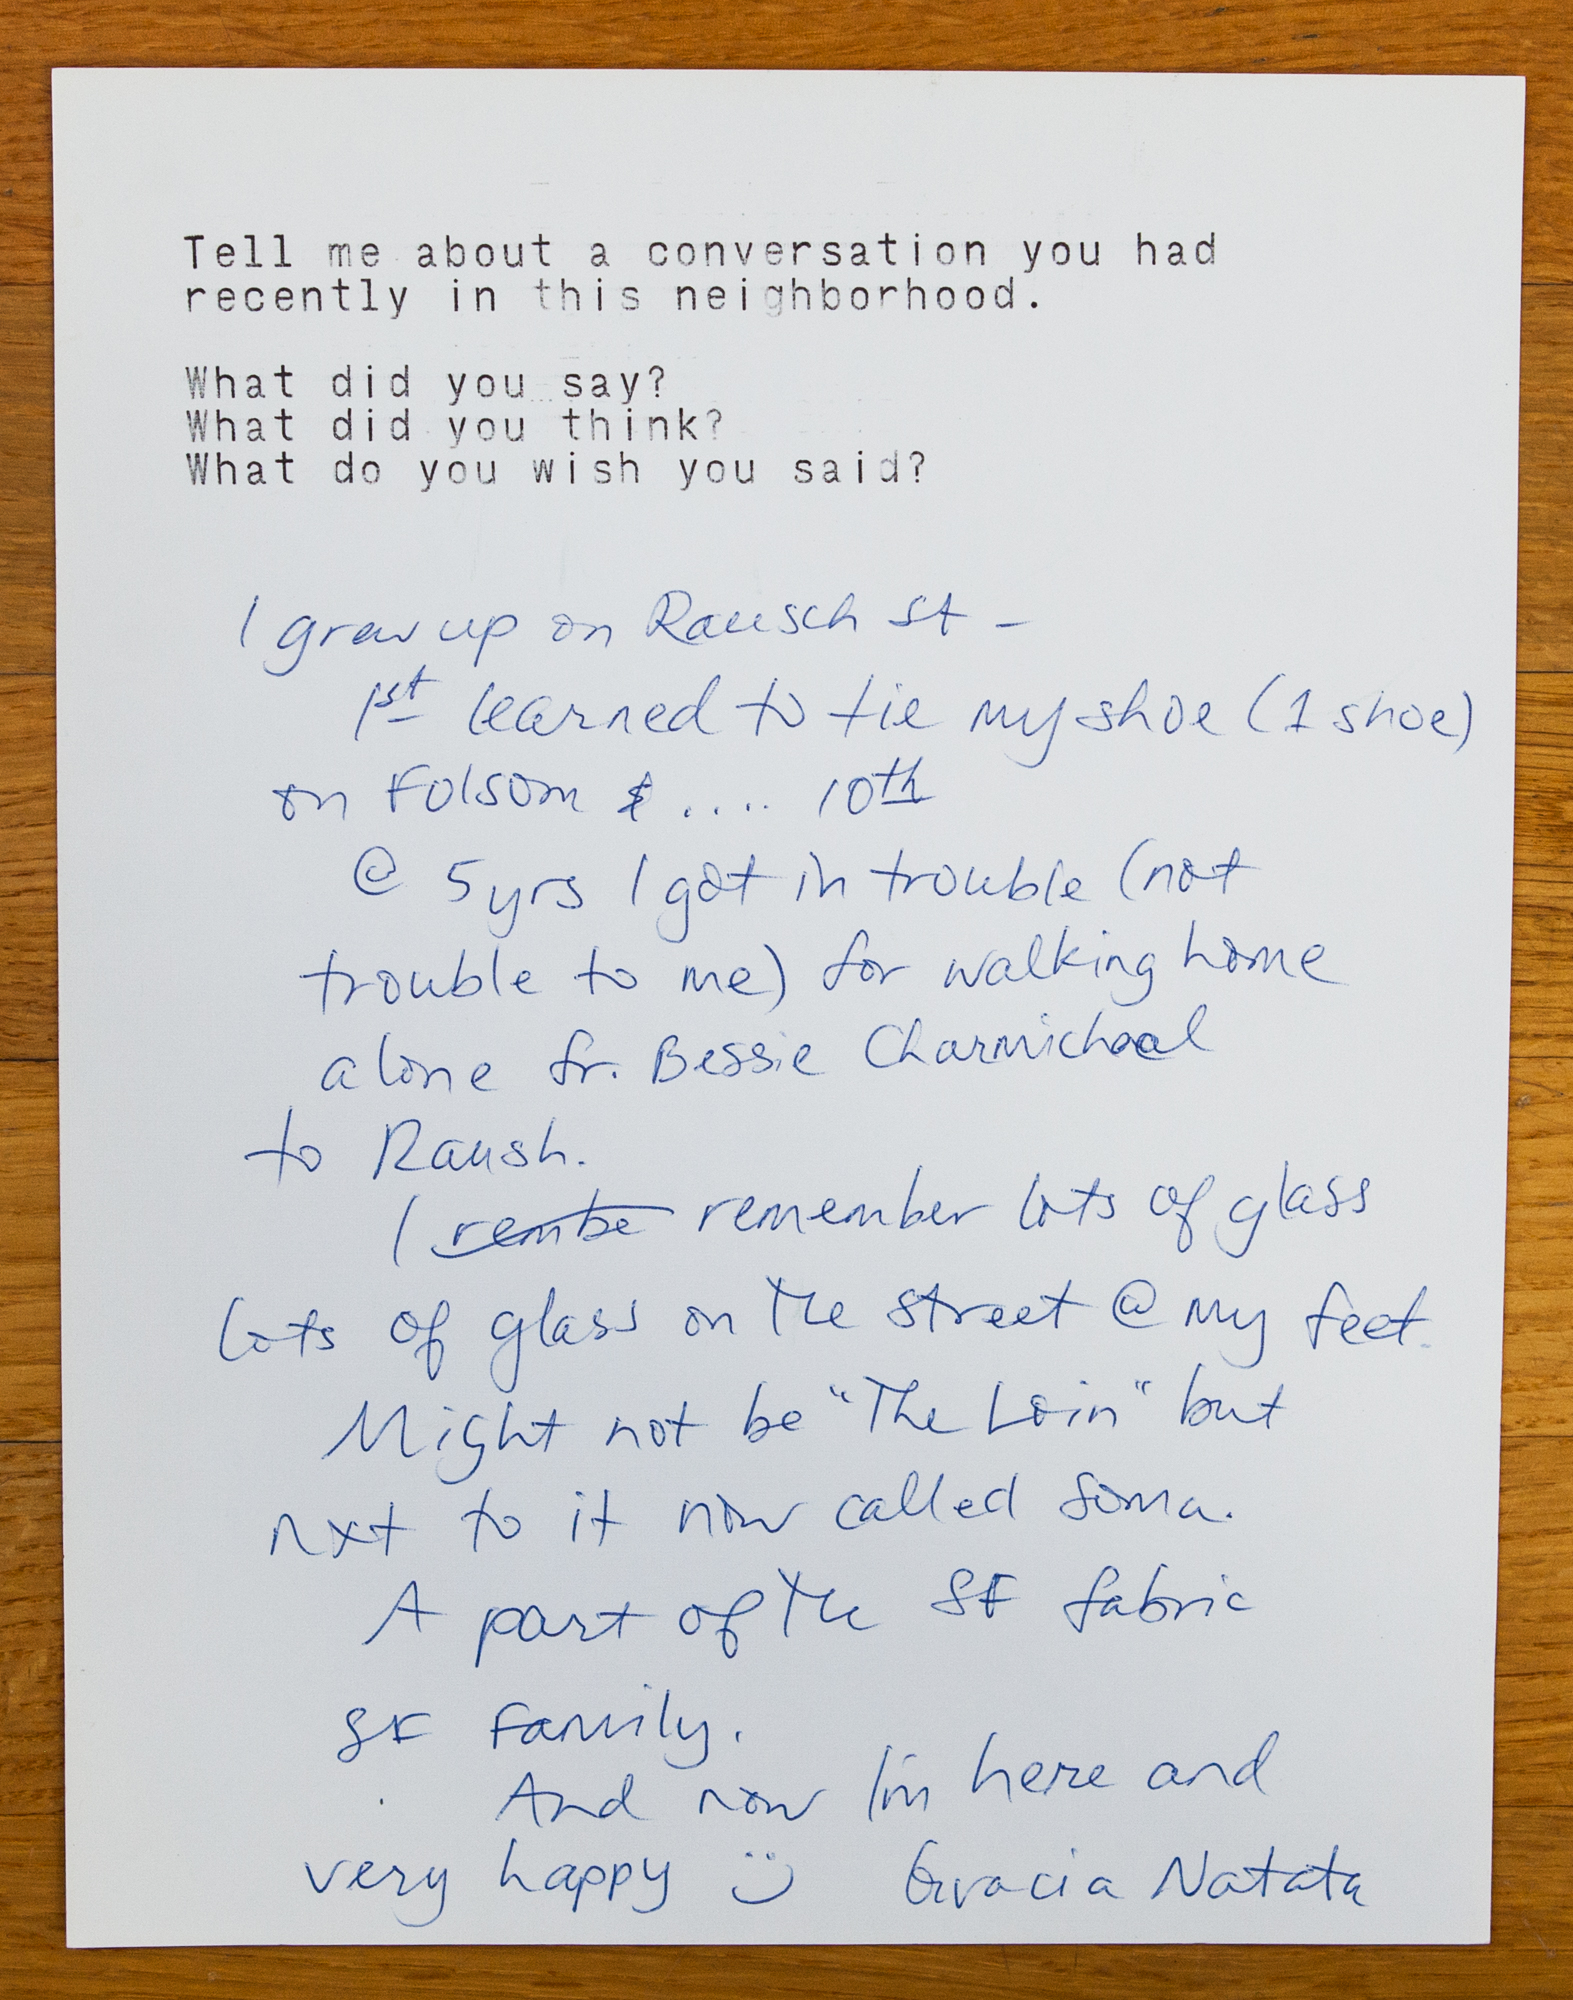 Tell me about a conversation you had
recently in this neighborhood.
What did you say?
What did you think?
What do you wish you said?
I grew up on Rausch St –
1st learned to tie my shoe (1 shoe)
on Folsom & .... 10th
@ 5 yrs I got in trouble (not
trouble to me) for walking home
alone fr. Bessie Charmichael
to Raush.
I rembe remember lots of glass
lots of glass on the street @ my feet.
Might not be "The Loin" but
nxt to it now called Soma.
A part of the SF fabric
SF Family.
And now I'm here and
very happy :) Gracia Natata